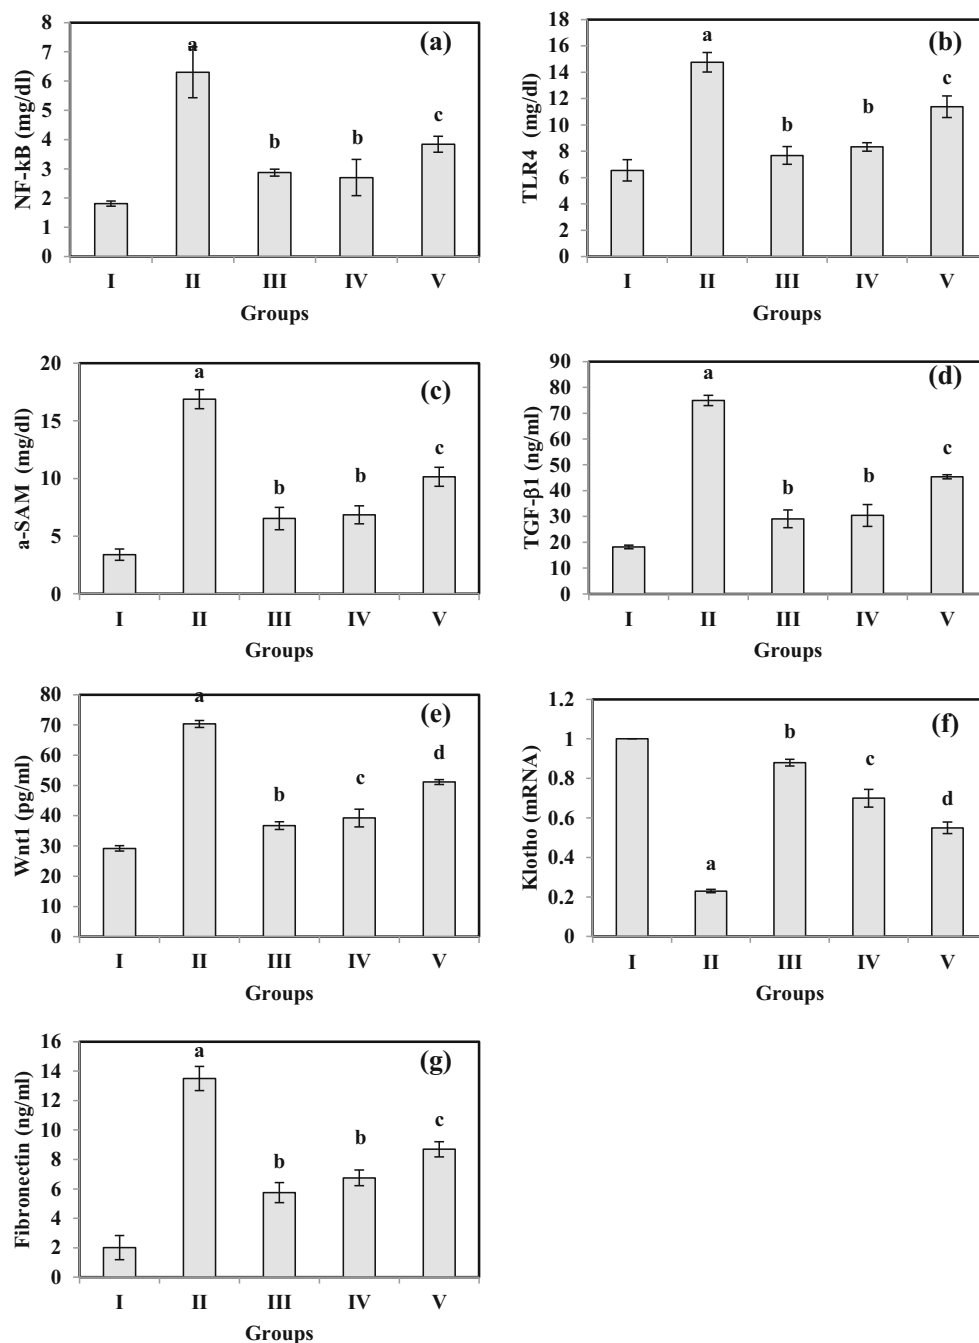 (a)
NF-kB (mg/dl)
8
7
6
5
4
3
2
1
0
a
b
b
c
I II III IV V
Groups
(b)
TLR4 (mg/dl)
18
16
14
12
10
8
6
4
2
0
a
b
b
c
I II III IV V
Groups
(c)
a-SAM (mg/dl)
20
15
10
5
0
a
b
b
c
I II III IV V
Groups
(d)
TGF-β1 (ng/ml)
90
80
70
60
50
40
30
20
10
0
a
b
b
c
I II III IV V
Groups
(e)
Wnt1 (pg/ml)
80
70
60
50
40
30
20
10
0
a
b
c
d
I II III IV V
Groups
(f)
Klotho (mRNA)
1.2
1
0.8
0.6
0.4
0.2
0
a
b
c
d
I II III IV V
Groups
(g)
Fibronectin (ng/ml)
16
14
12
10
8
6
4
2
0
a
b
b
c
I II III IV V
Groups